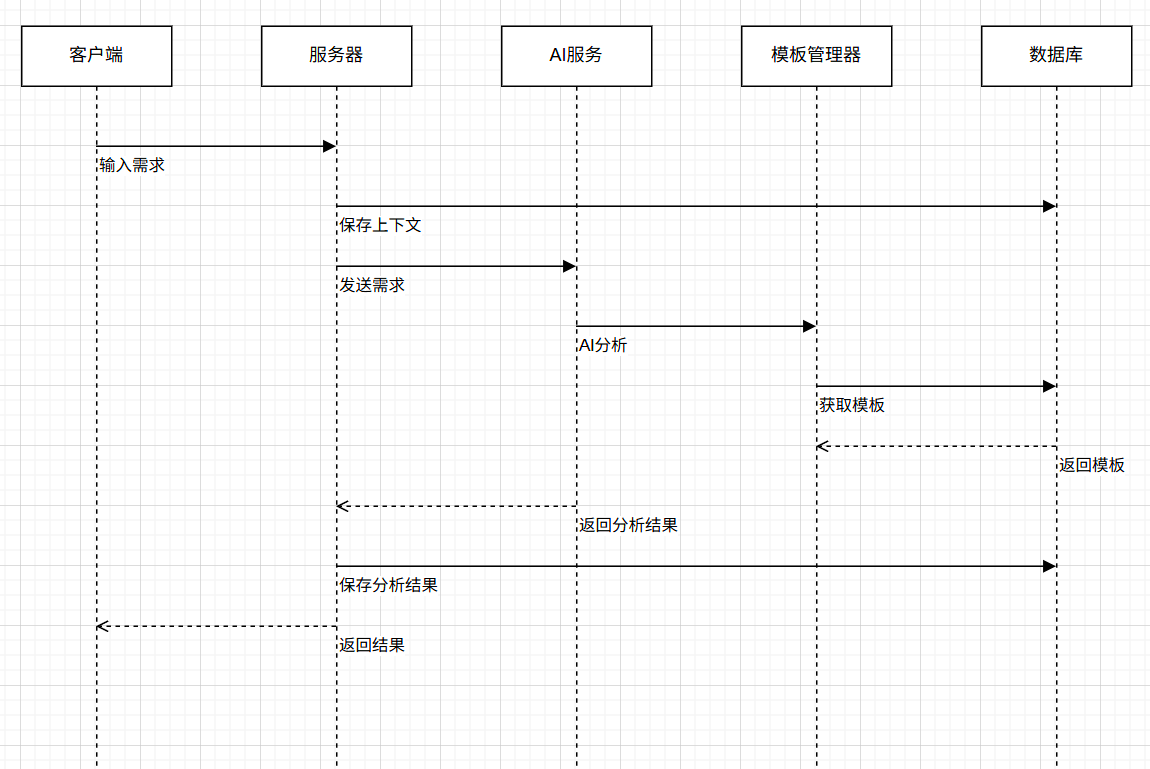 客户端
服务器
AI服务
模板管理器
数据库
输入需求
保存上下文
发送需求
AI分析
获取模板
返回模板
返回分析结果
保存分析结果
返回结果